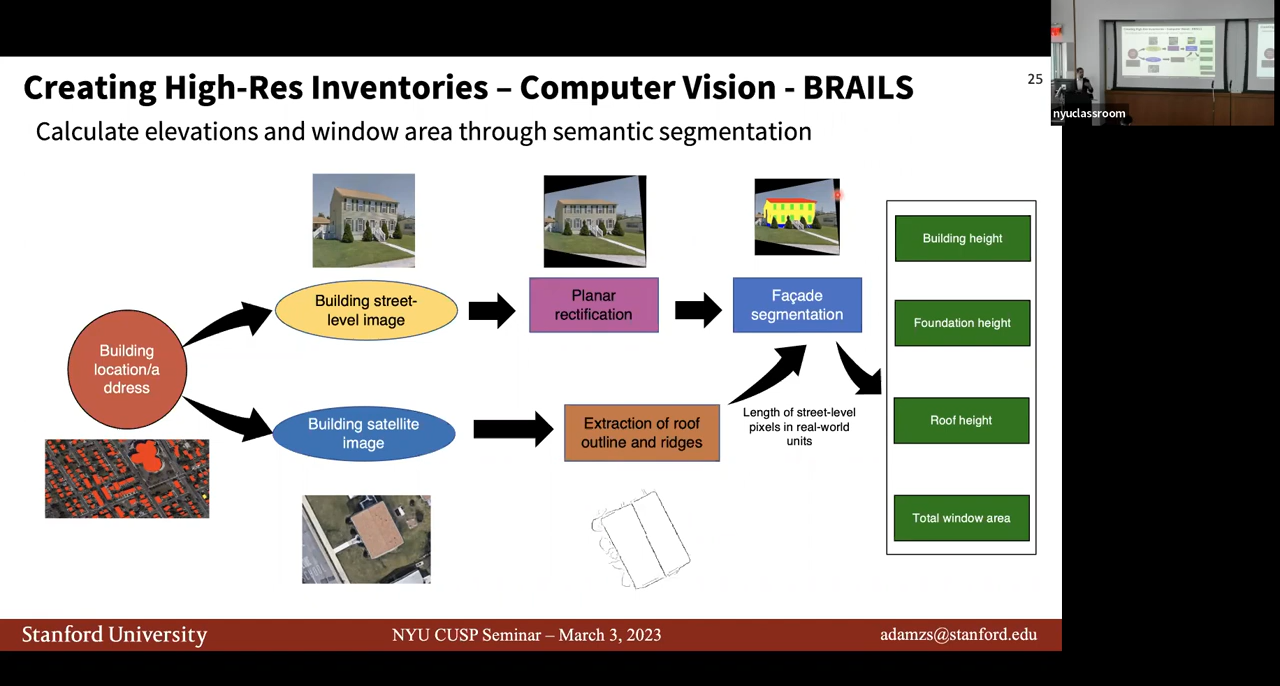 Creating High-Res Inventories – Computer Vision - BRAILS
25
Calculate elevations and window area through semantic segmentation
nyuclassroom
Building street-
level image
Planar
rectification
Façade
segmentation
Building
location/a
ddress
Building satellite
image
Extraction of roof
outline and ridges
Length of street-level
pixels in real-world
units
Building height
Foundation height
Roof height
Total window area
Stanford University
NYU CUSP Seminar – March 3, 2023
adamzs@stanford.edu